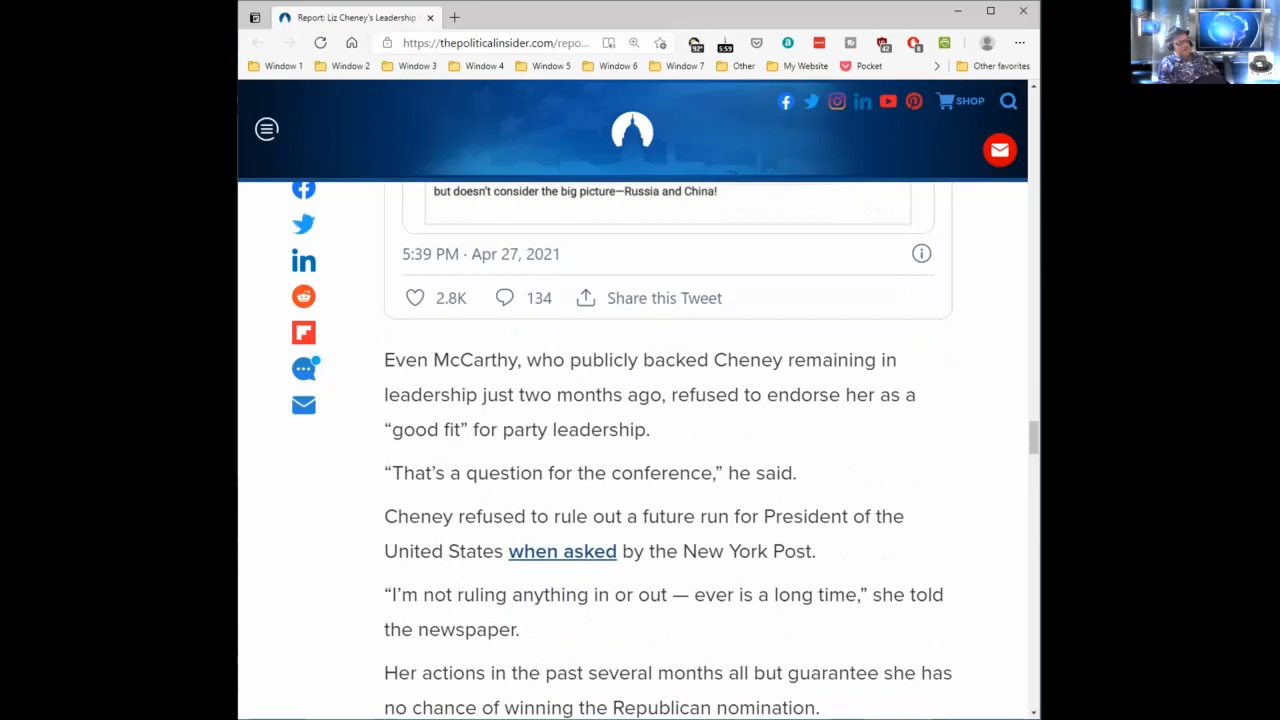 Report: Liz Cheney's Leadership
https://thepoliticalinsider.com/repo...
92°
5:59
42
8
Window 1
Window 2
Window 3
Window 4
Window 5
Window 6
Window 7
Other
My Website
Pocket
Other favorites
SHOP
but doesn't consider the big picture—Russia and China!
5:39 PM · Apr 27, 2021
2.8K
134
Share this Tweet
Even McCarthy, who publicly backed Cheney remaining in
leadership just two months ago, refused to endorse her as a
“good fit” for party leadership.
“That’s a question for the conference,” he said.
Cheney refused to rule out a future run for President of the
United States when asked by the New York Post.
“I’m not ruling anything in or out — ever is a long time,” she told
the newspaper.
Her actions in the past several months all but guarantee she has
no chance of winning the Republican nomination.